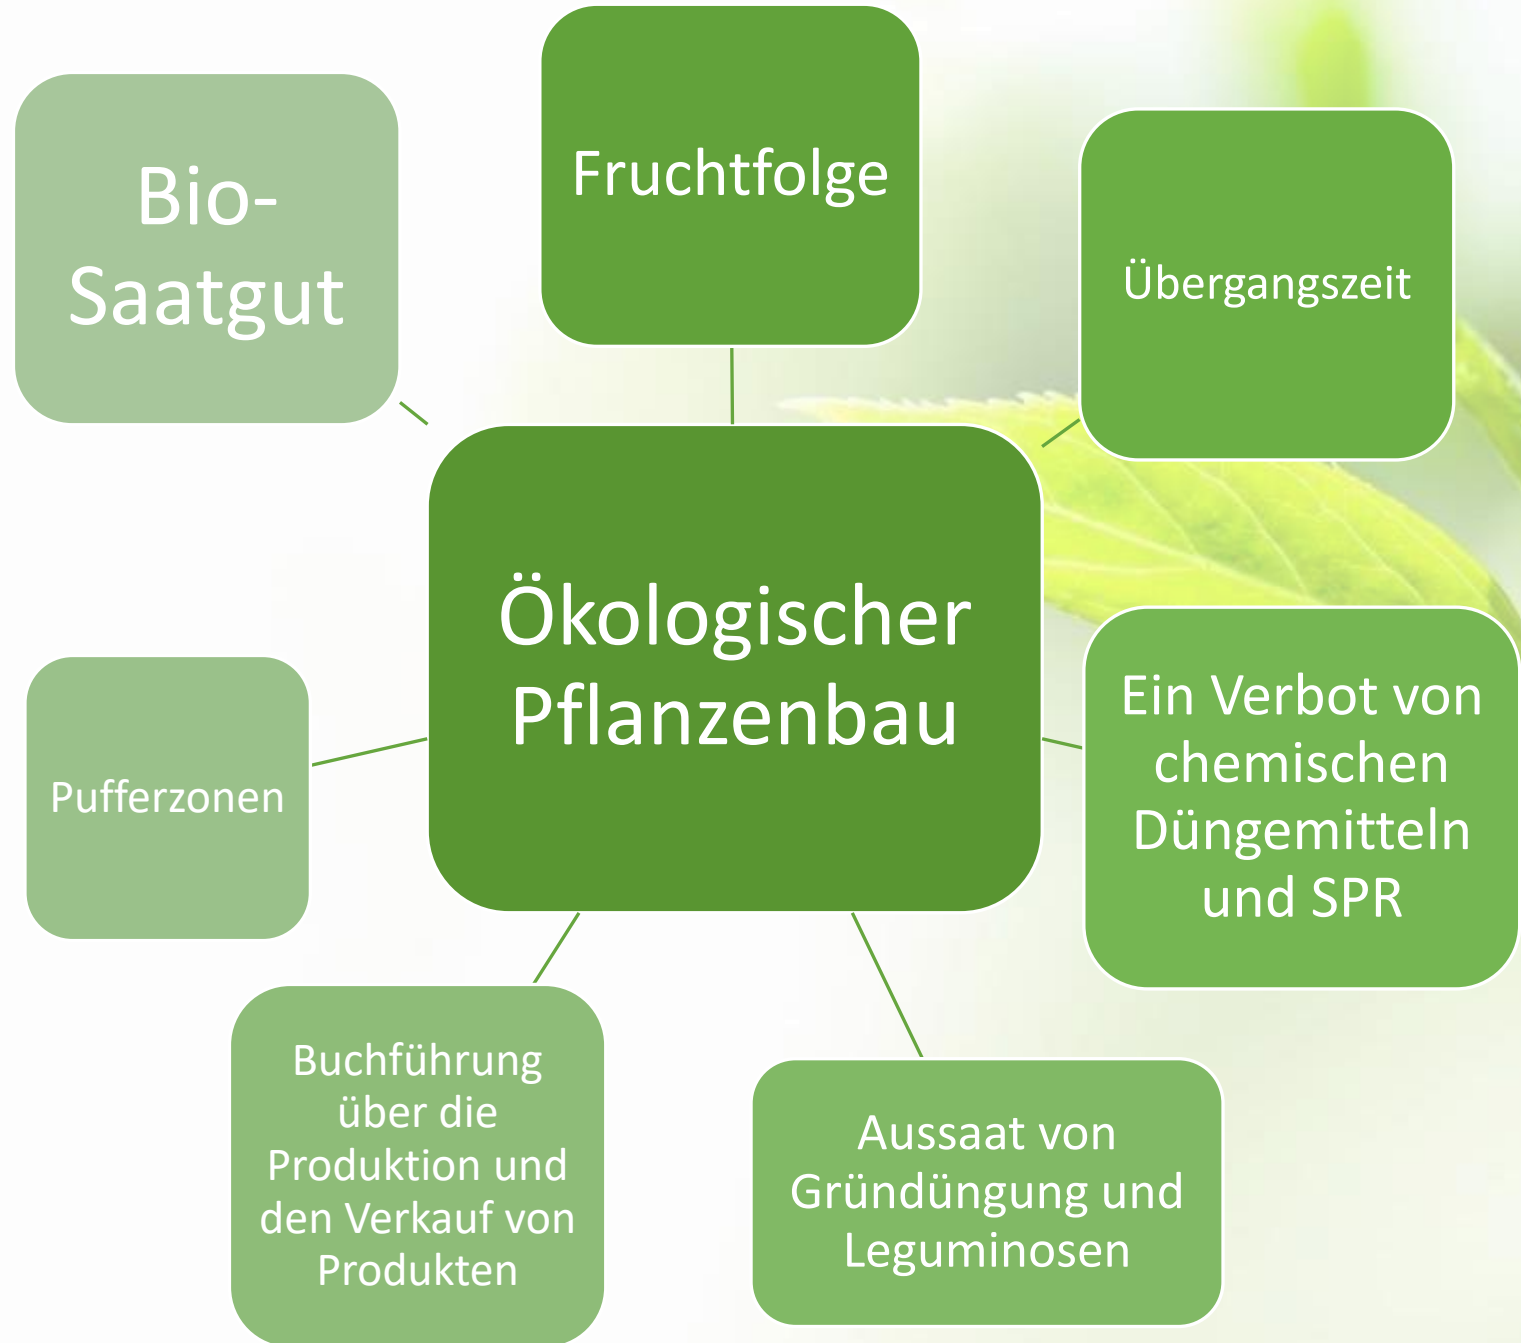 Fruchtfolge
Übergangszeit
Ein Verbot von
chemischen
Düngemitteln
und SPR
Aussaat von
Gründüngung und
Leguminosen
Buchführung
über die
Produktion und
den Verkauf von
Produkten
Pufferzonen
Bio-
Saatgut
Ökologischer
Pflanzenbau